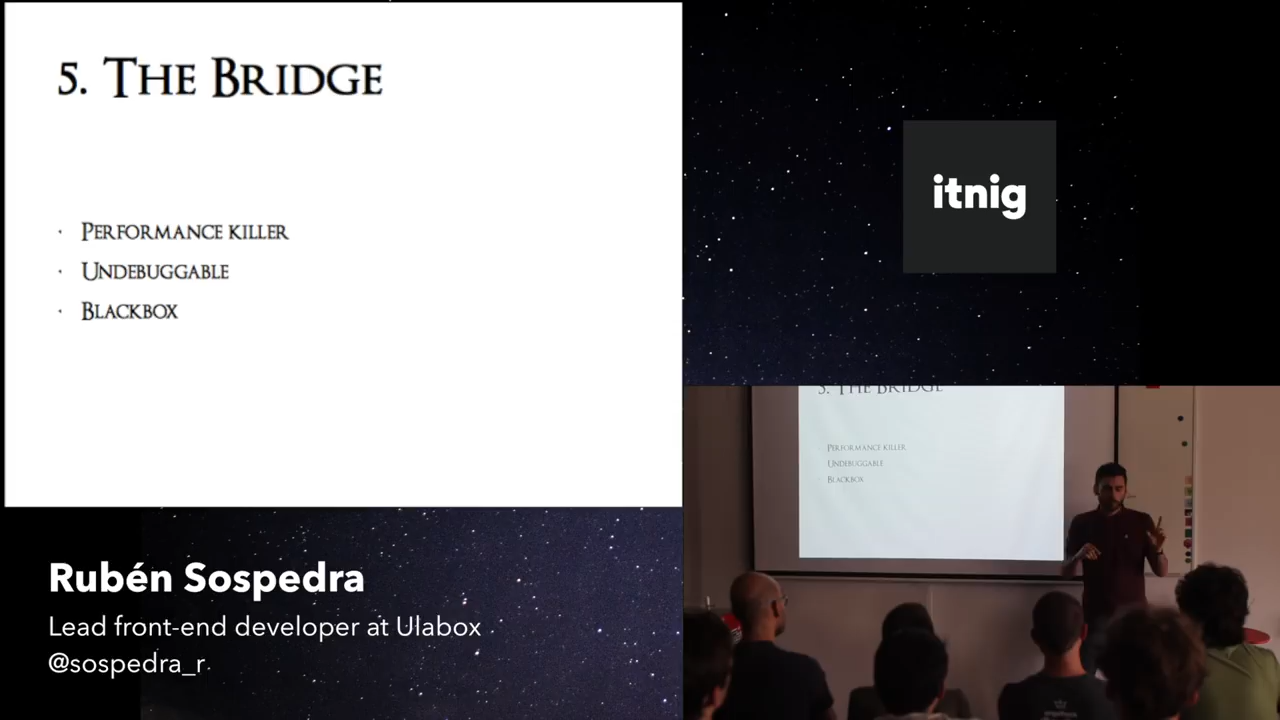 5. The Bridge
· Performance killer
· Undebuggable
· Blackbox
itnig
5. The Bridge
Performance killer
Undebuggable
· Blackbox
Rubén Sospedra
Lead front-end developer at Ulabox
@sospedra_r